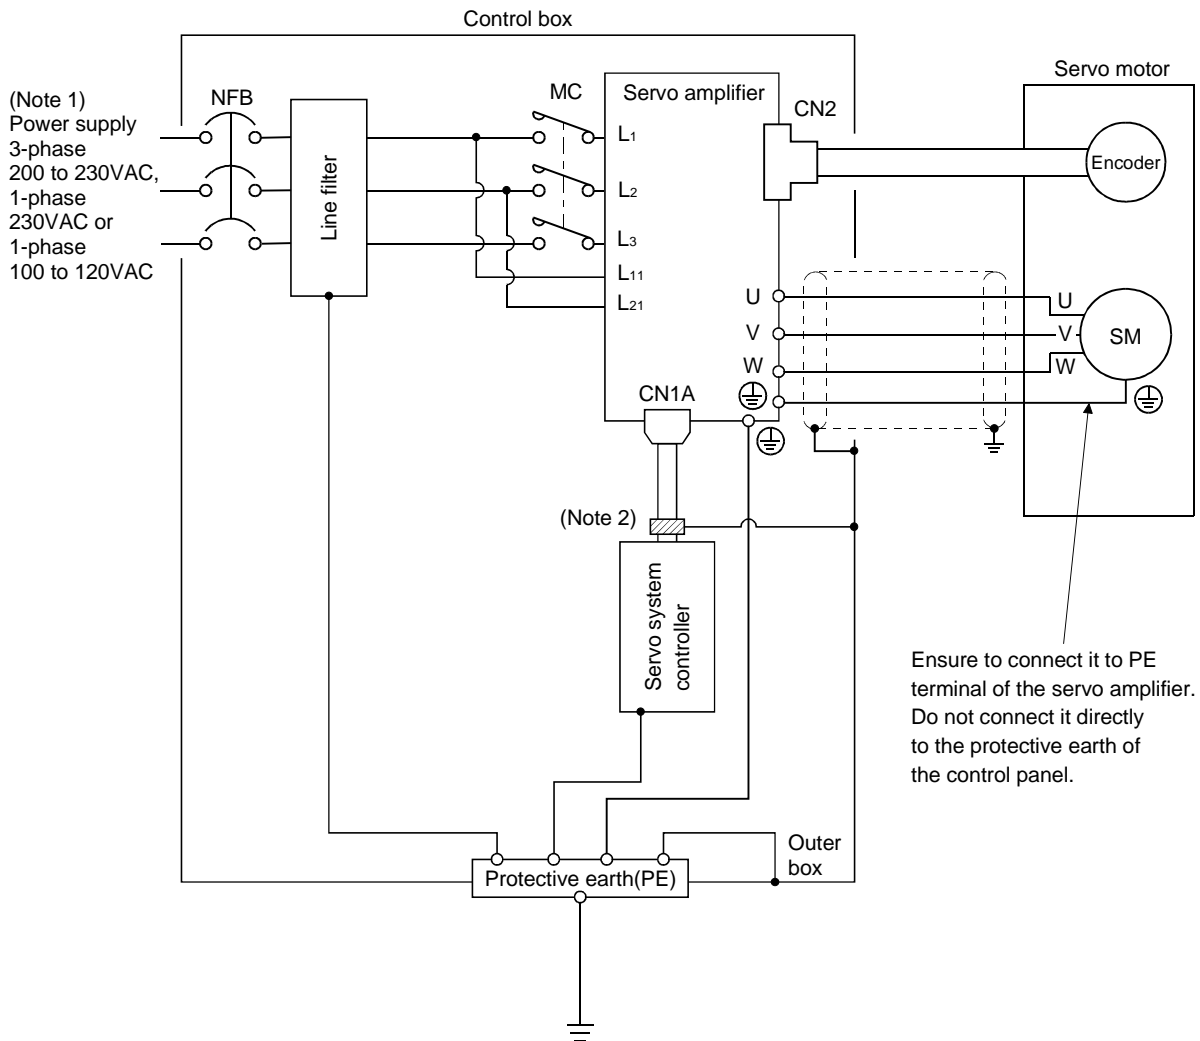 Control box
Servo motor
(Note 1)
Power supply
3-phase
200 to 230VAC,
1-phase
230VAC or
1-phase
100 to 120VAC
NFB
Line filter
MC
Servo amplifier
CN2
L1
L2
L3
L11
L21
Encoder
U
V
W
U
V
W
SM
CN1A
(Note 2)
Servo system
controller
Ensure to connect it to PE
terminal of the servo amplifier.
Do not connect it directly
to the protective earth of
the control panel.
Outer
box
Protective earth(PE)